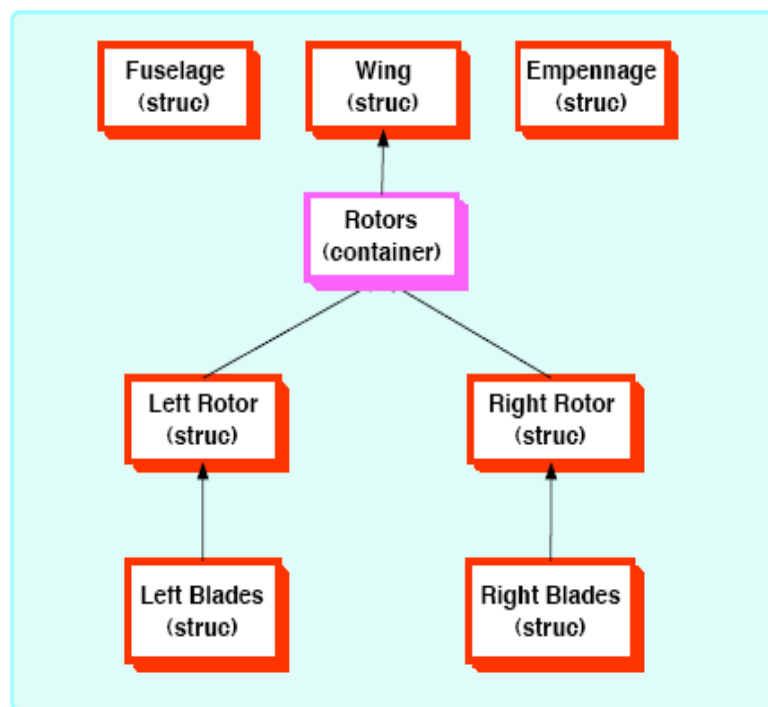 Fuselage
(struc)
Wing
(struc)
Empennage
(struc)
Rotors
(container)
Left Rotor
(struc)
Right Rotor
(struc)
Left Blades
(struc)
Right Blades
(struc)